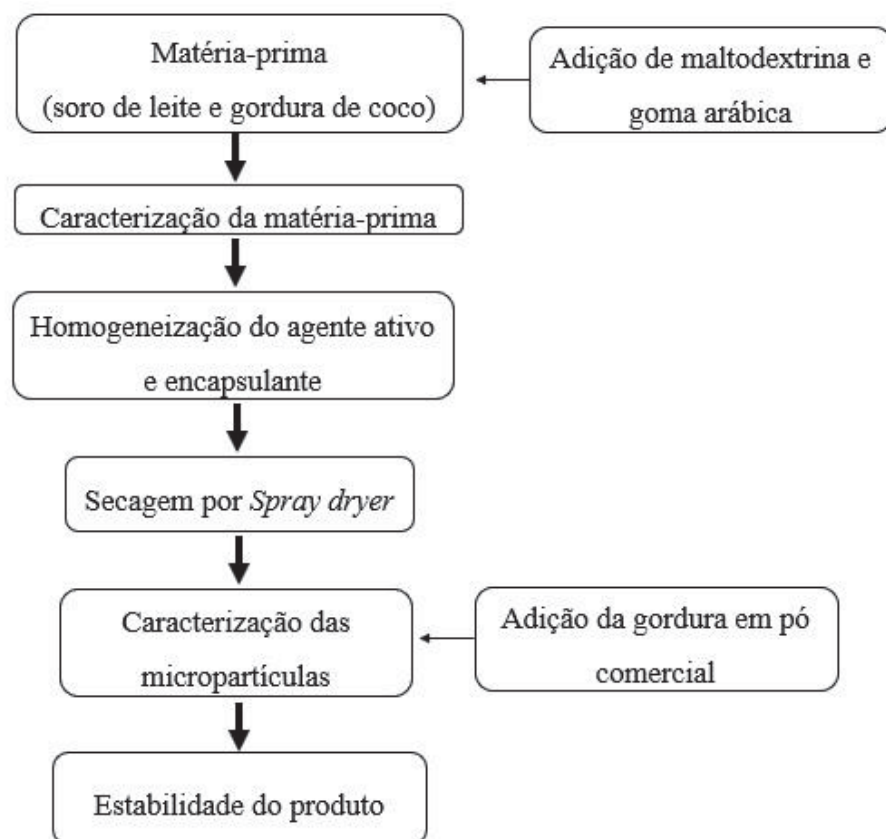 Matéria-prima
(soro de leite e gordura de coco)
Adição de maltodextrina e
goma arábica
Caracterização da matéria-prima
Homogeneização do agente ativo
e encapsulante
Secagem por Spray dryer
Caracterização das
micropartículas
Adição da gordura em pó
comercial
Estabilidade do produto